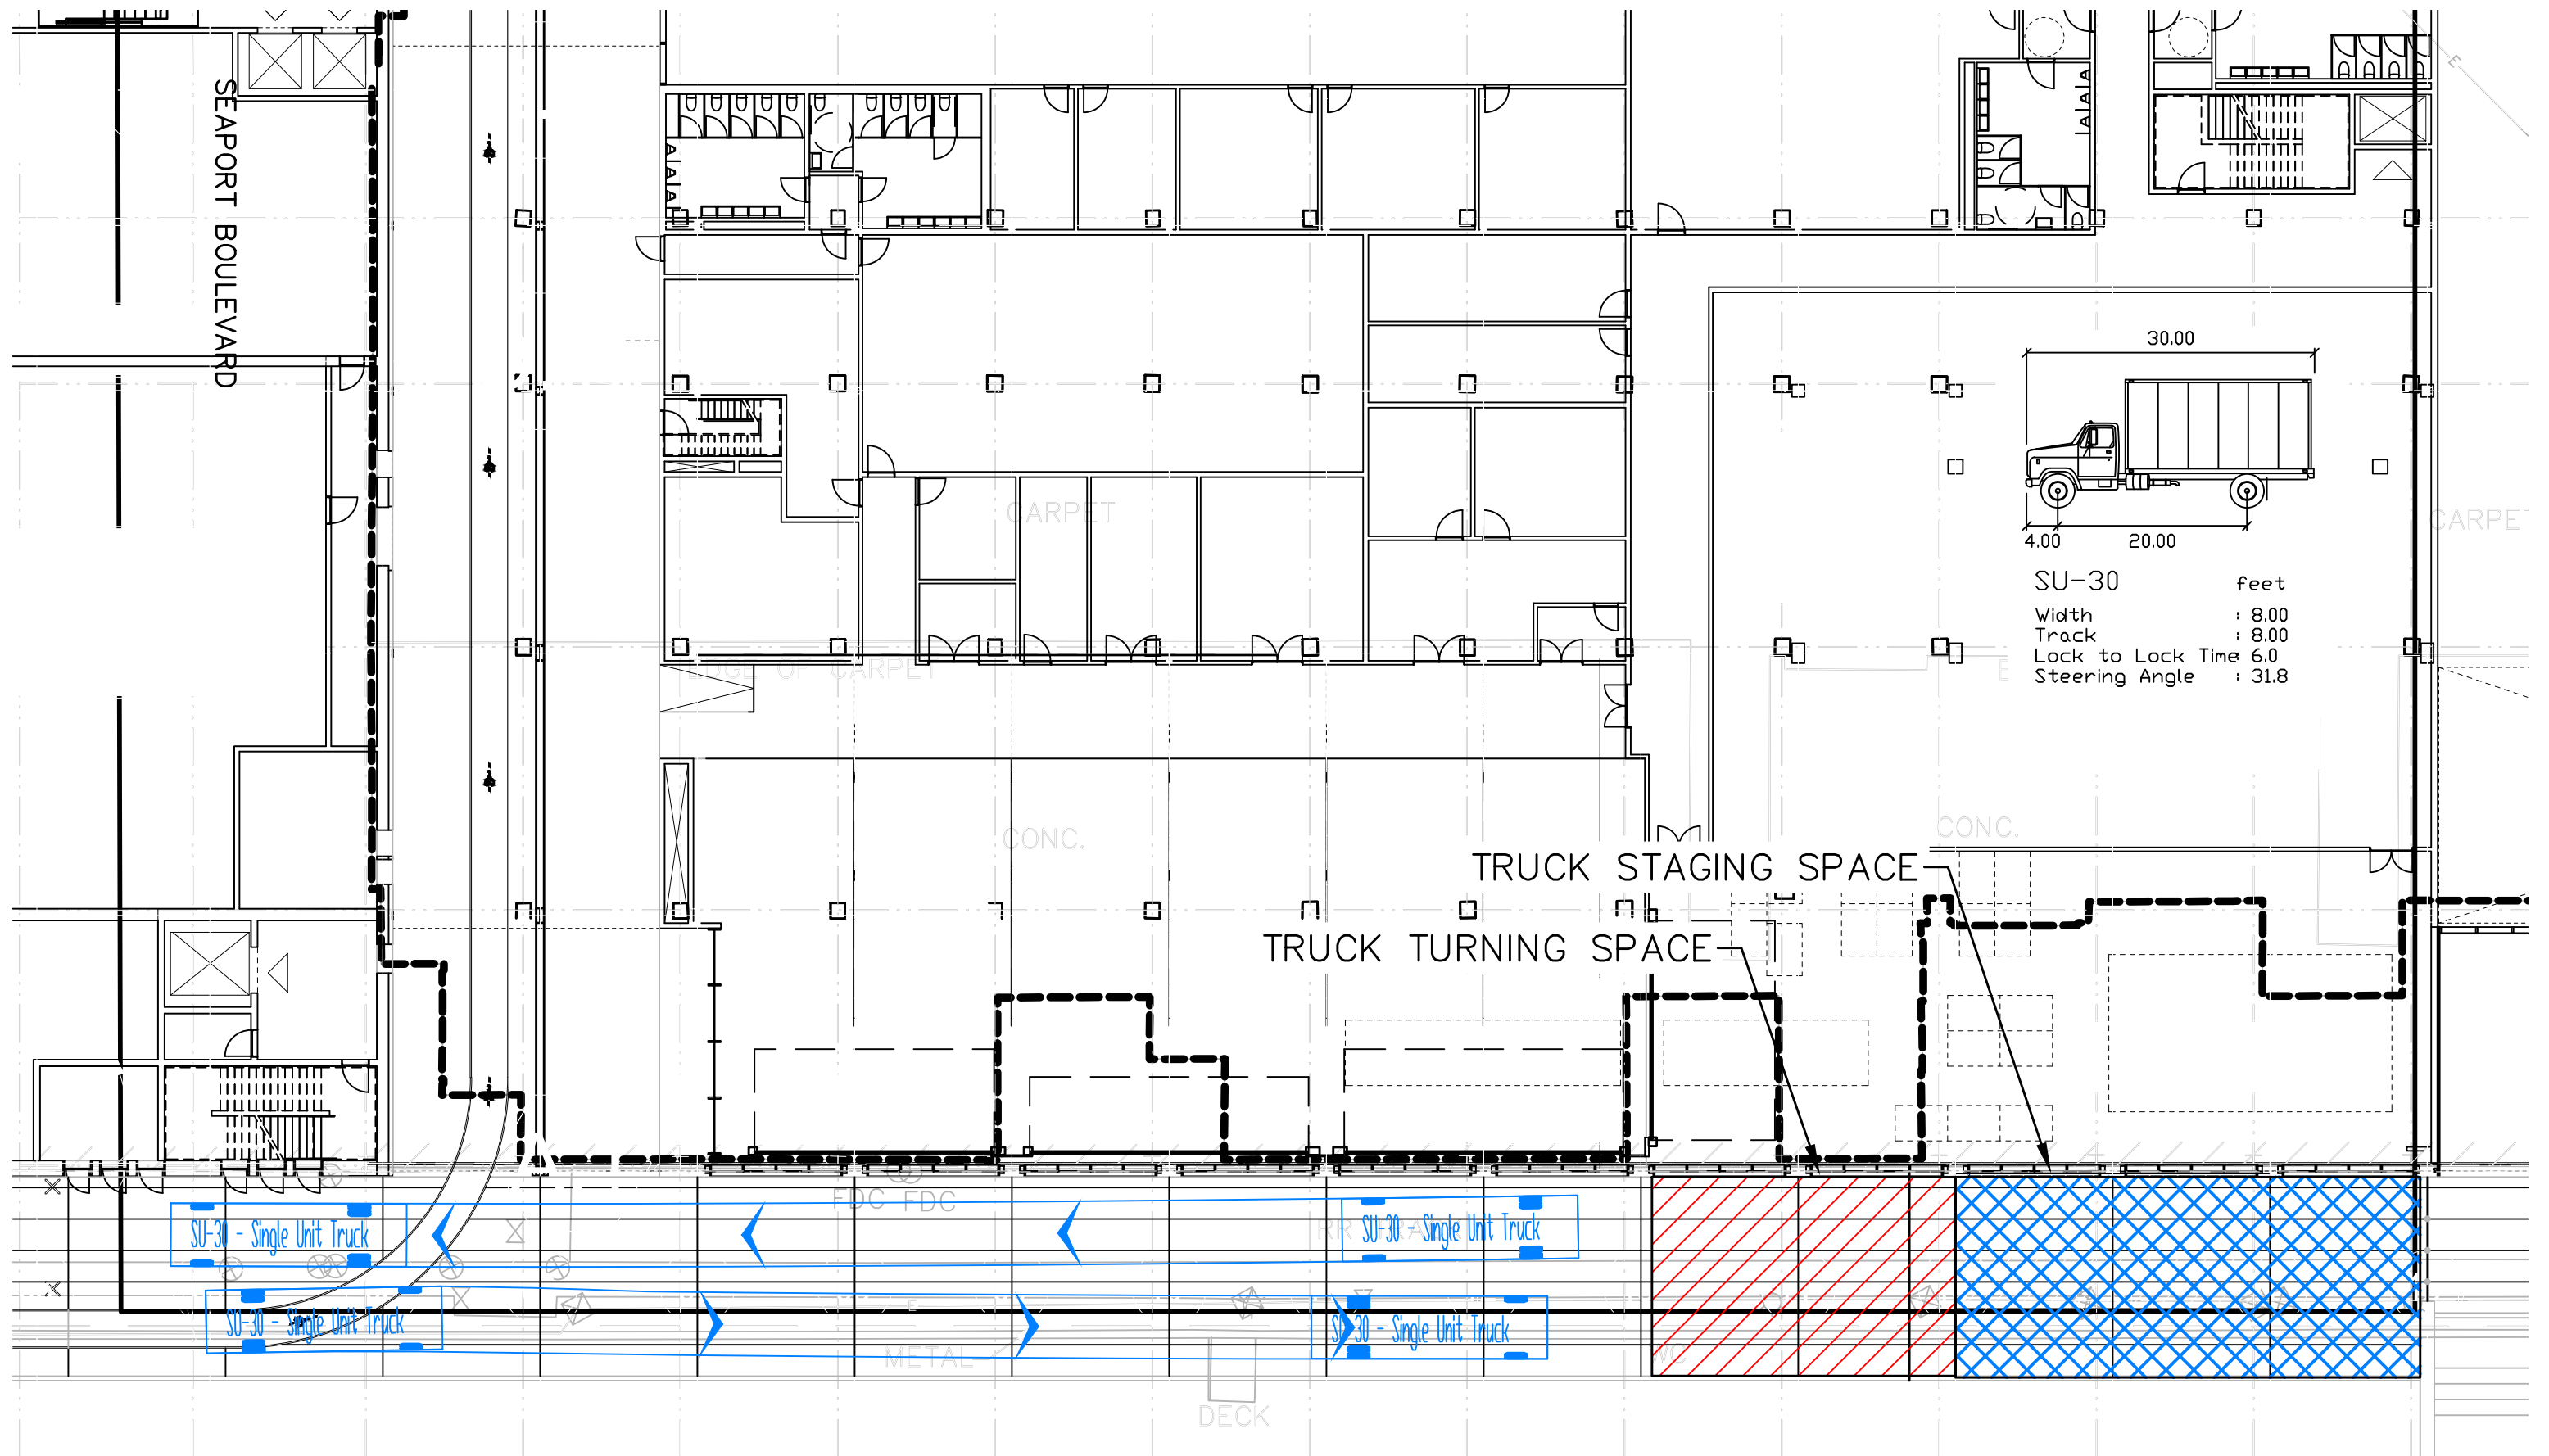 SEAPORT BOULEVARD
30.00
4.00
20.00
SU-30 feet
Width : 8.00
Track : 8.00
Lock to Lock Time : 6.0
Steering Angle : 31.8
CARPET
EDGE OF CARPET
CONC.
CONC.
TRUCK STAGING SPACE
TRUCK TURNING SPACE
FDC FDC
SU-30 - Single Unit Truck
SU-30 - Single Unit Truck
SU-30 - Single Unit Truck
SU-30 - Single Unit Truck
METAL
DECK
E
E